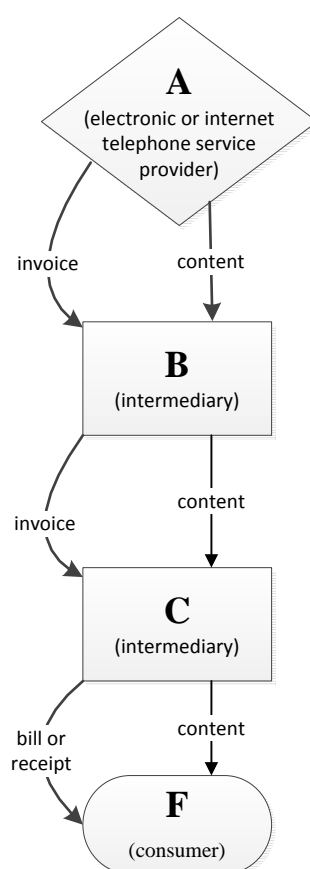 A
(electronic or internet
telephone service
provider)
invoice
content
B
(intermediary)
invoice
content
C
(intermediary)
bill or
receipt
content
F
(consumer)